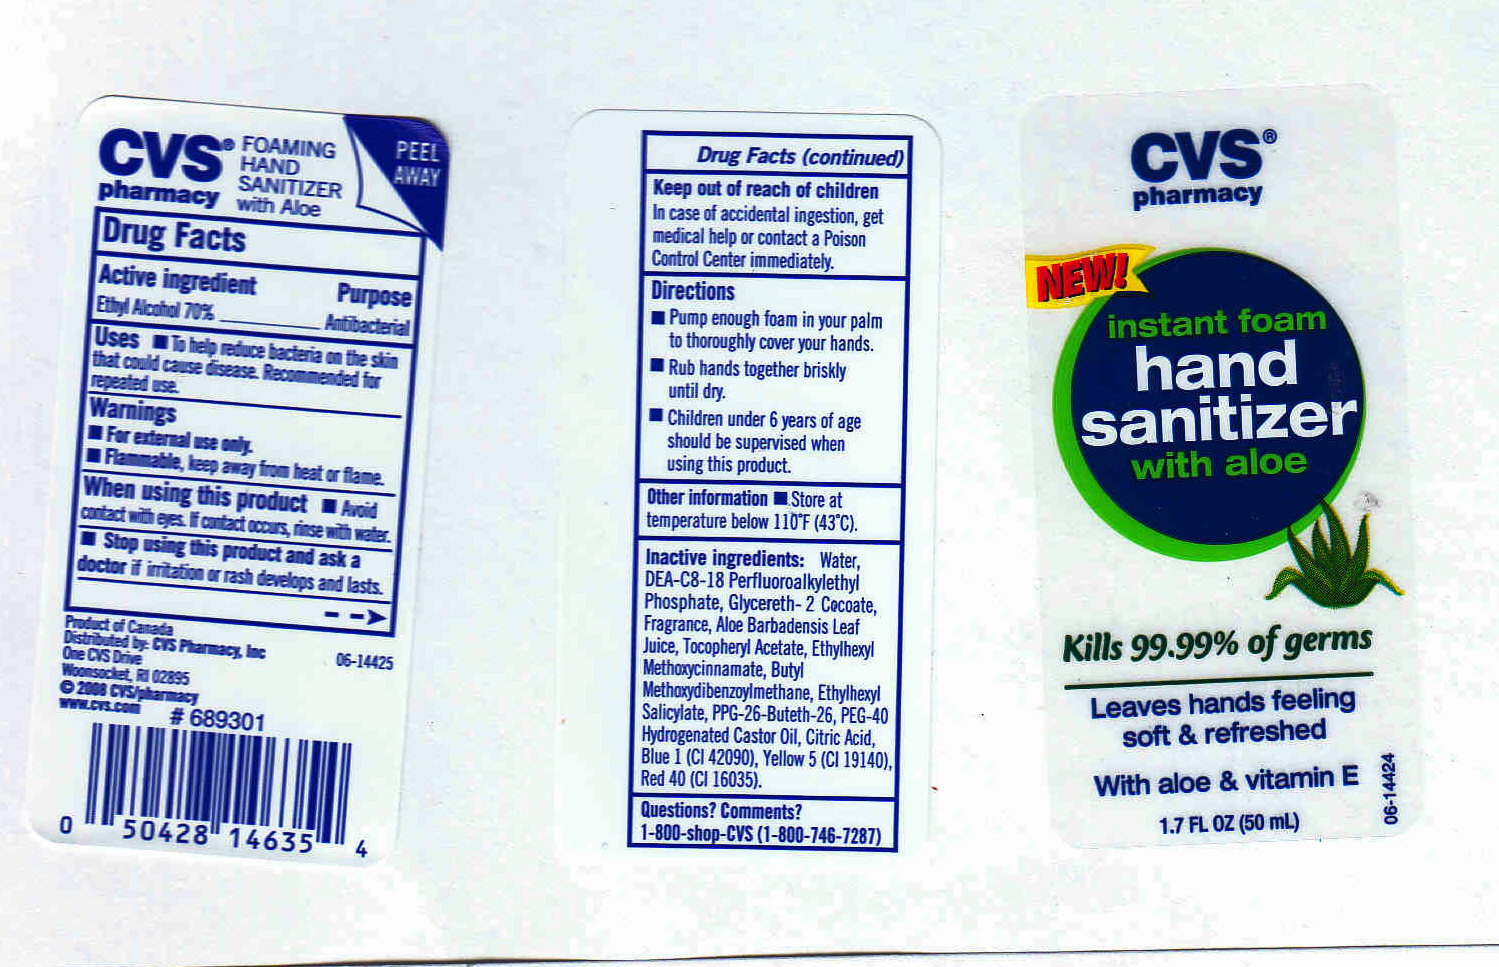 CVS® pharmacy
FOAMING
HAND
SANITIZER
with Aloe
PEEL
AWAY
Drug Facts
Active ingredient Purpose
Ethyl Alcohol 70% ___________ Antibacterial
Uses ■ To help reduce bacteria on the skin
that could cause disease. Recommended for
repeated use.
Warnings
■ For external use only.
■ Flammable, keep away from heat or flame.
When using this product ■ Avoid
contact with eyes. If contact occurs, rinse with water.
■ Stop using this product and ask a
doctor if irritation or rash develops and lasts.
Product of Canada
Distributed by: CVS Pharmacy, Inc
One CVS Drive
Woonsocket, RI 02895
© 2008 CVS/pharmacy
www.cvs.com
06-14425
# 689301
0 50428 14635 4
Drug Facts (continued)
Keep out of reach of children
In case of accidental ingestion, get
medical help or contact a Poison
Control Center immediately.
Directions
■ Pump enough foam in your palm
to thoroughly cover your hands.
■ Rub hands together briskly
until dry.
■ Children under 6 years of age
should be supervised when
using this product.
Other information ■ Store at
temperature below 110°F (43°C).
Inactive ingredients: Water,
DEA-C8-18 Perfluoroalkylethyl
Phosphate, Glycereth- 2 Cocoate,
Fragrance, Aloe Barbadensis Leaf
Juice, Tocopheryl Acetate, Ethylhexyl
Methoxycinnamate, Butyl
Methoxydibenzoylmethane, Ethylhexyl
Salicylate, PPG-26-Buteth-26, PEG-40
Hydrogenated Castor Oil, Citric Acid,
Blue 1 (CI 42090), Yellow 5 (CI 19140),
Red 40 (CI 16035).
Questions? Comments?
1-800-shop-CVS (1-800-746-7287)
CVS®
pharmacy
NEW!
instant foam
hand
sanitizer
with aloe
Kills 99.99% of germs
Leaves hands feeling
soft & refreshed
With aloe & vitamin E
1.7 FL OZ (50 mL)
06-14424